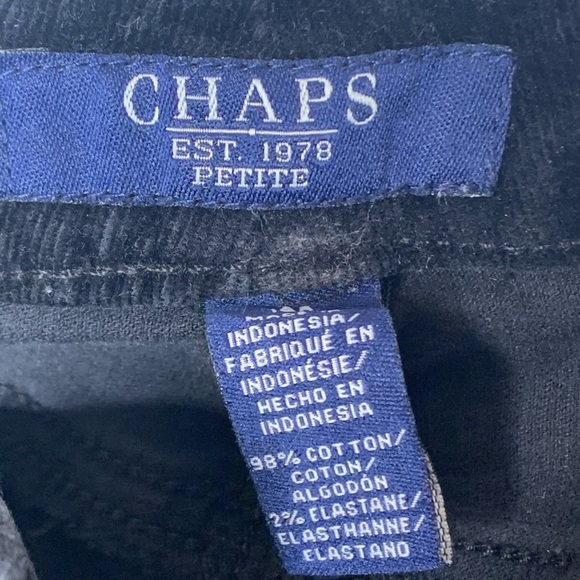 CHAPS
EST. 1978
PETITE
INDONESIA/
FABRIQUÉ EN
INDONÉSIE/
HECHO EN
INDONESIA
98% COTTON/
COTON/
ALGODÓN
2% ELASTANE/
ELASTHANNE/
ELASTANO